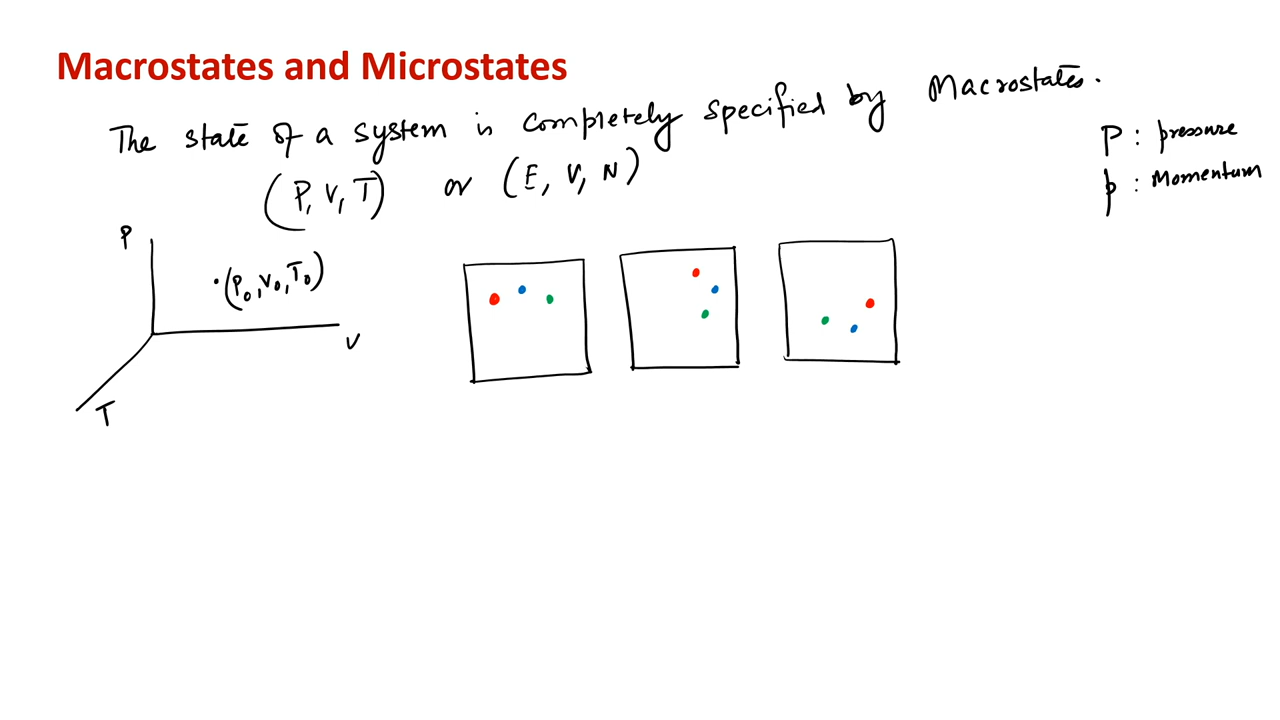 Macrostates and Microstates
The state of a system is completely specified by Macrostates.
(P, V, T) or (E, V, N)
P : pressure
p : Momentum
P
.(P0, V0, T0)
V
T